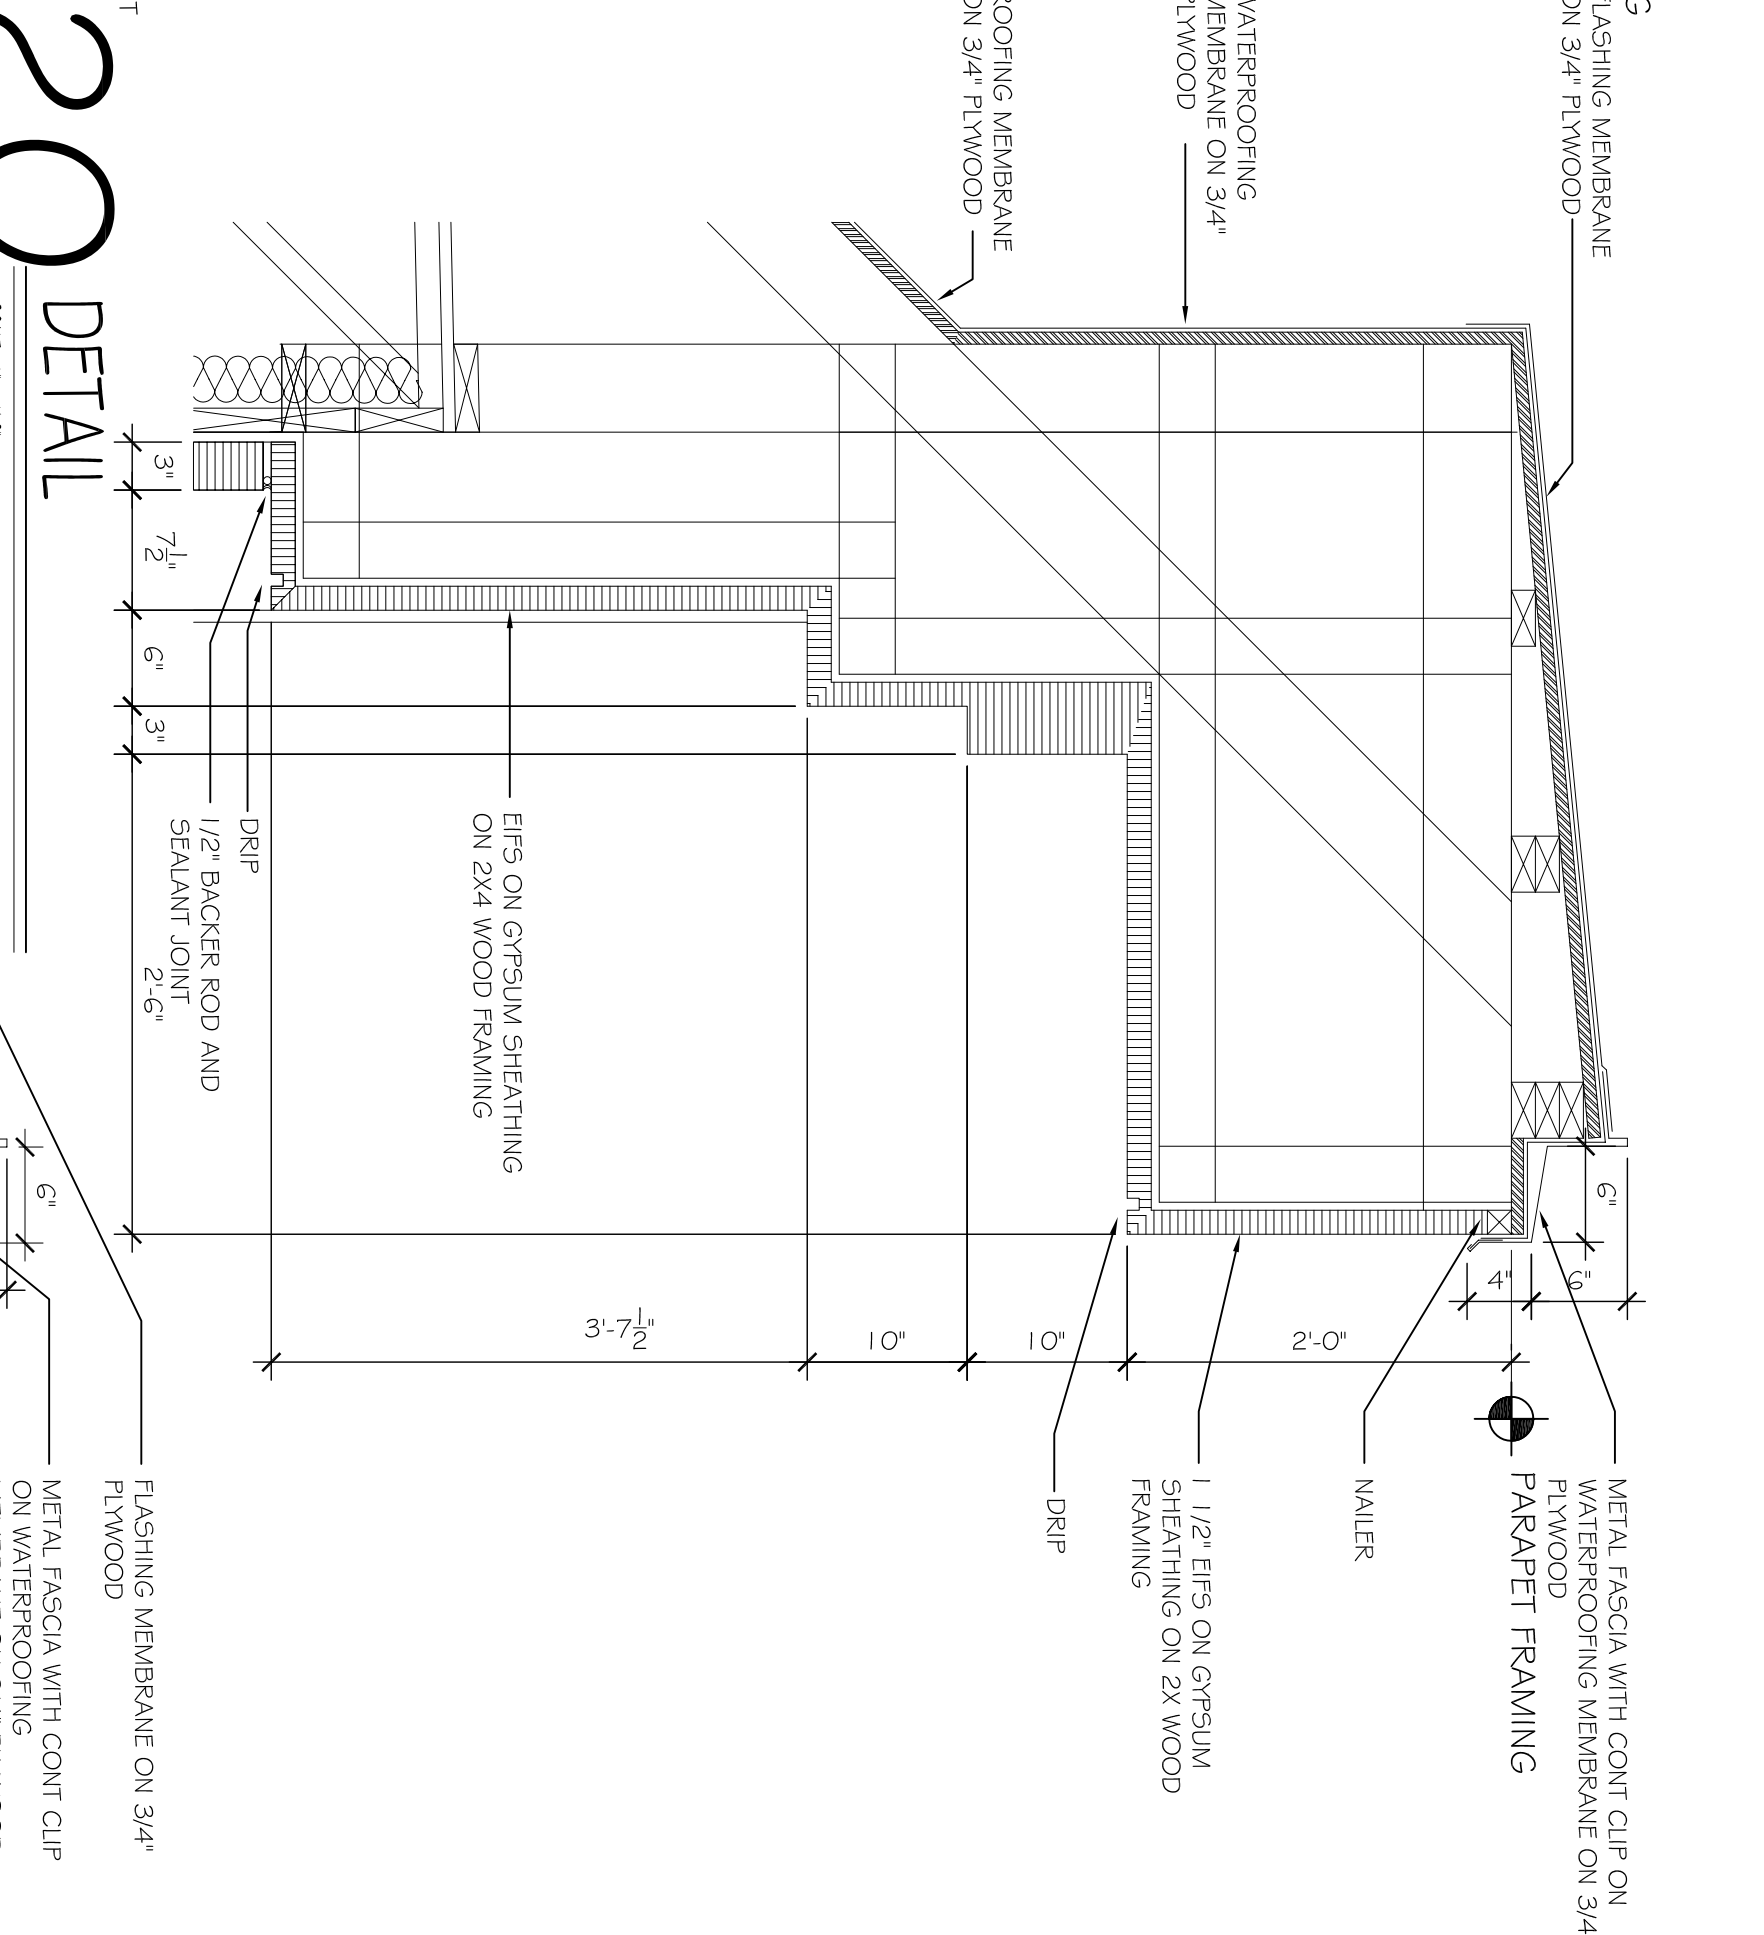 FLASHING MEMBRANE
ON 3/4" PLYWOOD
WATERPROOFING
MEMBRANE ON 3/4"
PLYWOOD
ROOFING MEMBRANE
ON 3/4" PLYWOOD
METAL FASCIA WITH CONT CLIP ON
WATERPROOFING MEMBRANE ON 3/4
PLYWOOD
PARAPET FRAMING
NAILER
1 1/2" EIFS ON GYPSUM
SHEATHING ON 2X WOOD
FRAMING
DRIP
6"
6"
4"
2'-0"
10"
10"
3'-7 1/2"
EIFS ON GYPSUM SHEATHING
ON 2X4 WOOD FRAMING
DRIP
1/2" BACKER ROD AND
SEALANT JOINT
3"
7 1/2"
6"
3"
2'-6"
20
DETAIL
6"
FLASHING MEMBRANE ON 3/4"
PLYWOOD
METAL FASCIA WITH CONT CLIP
ON WATERPROOFING